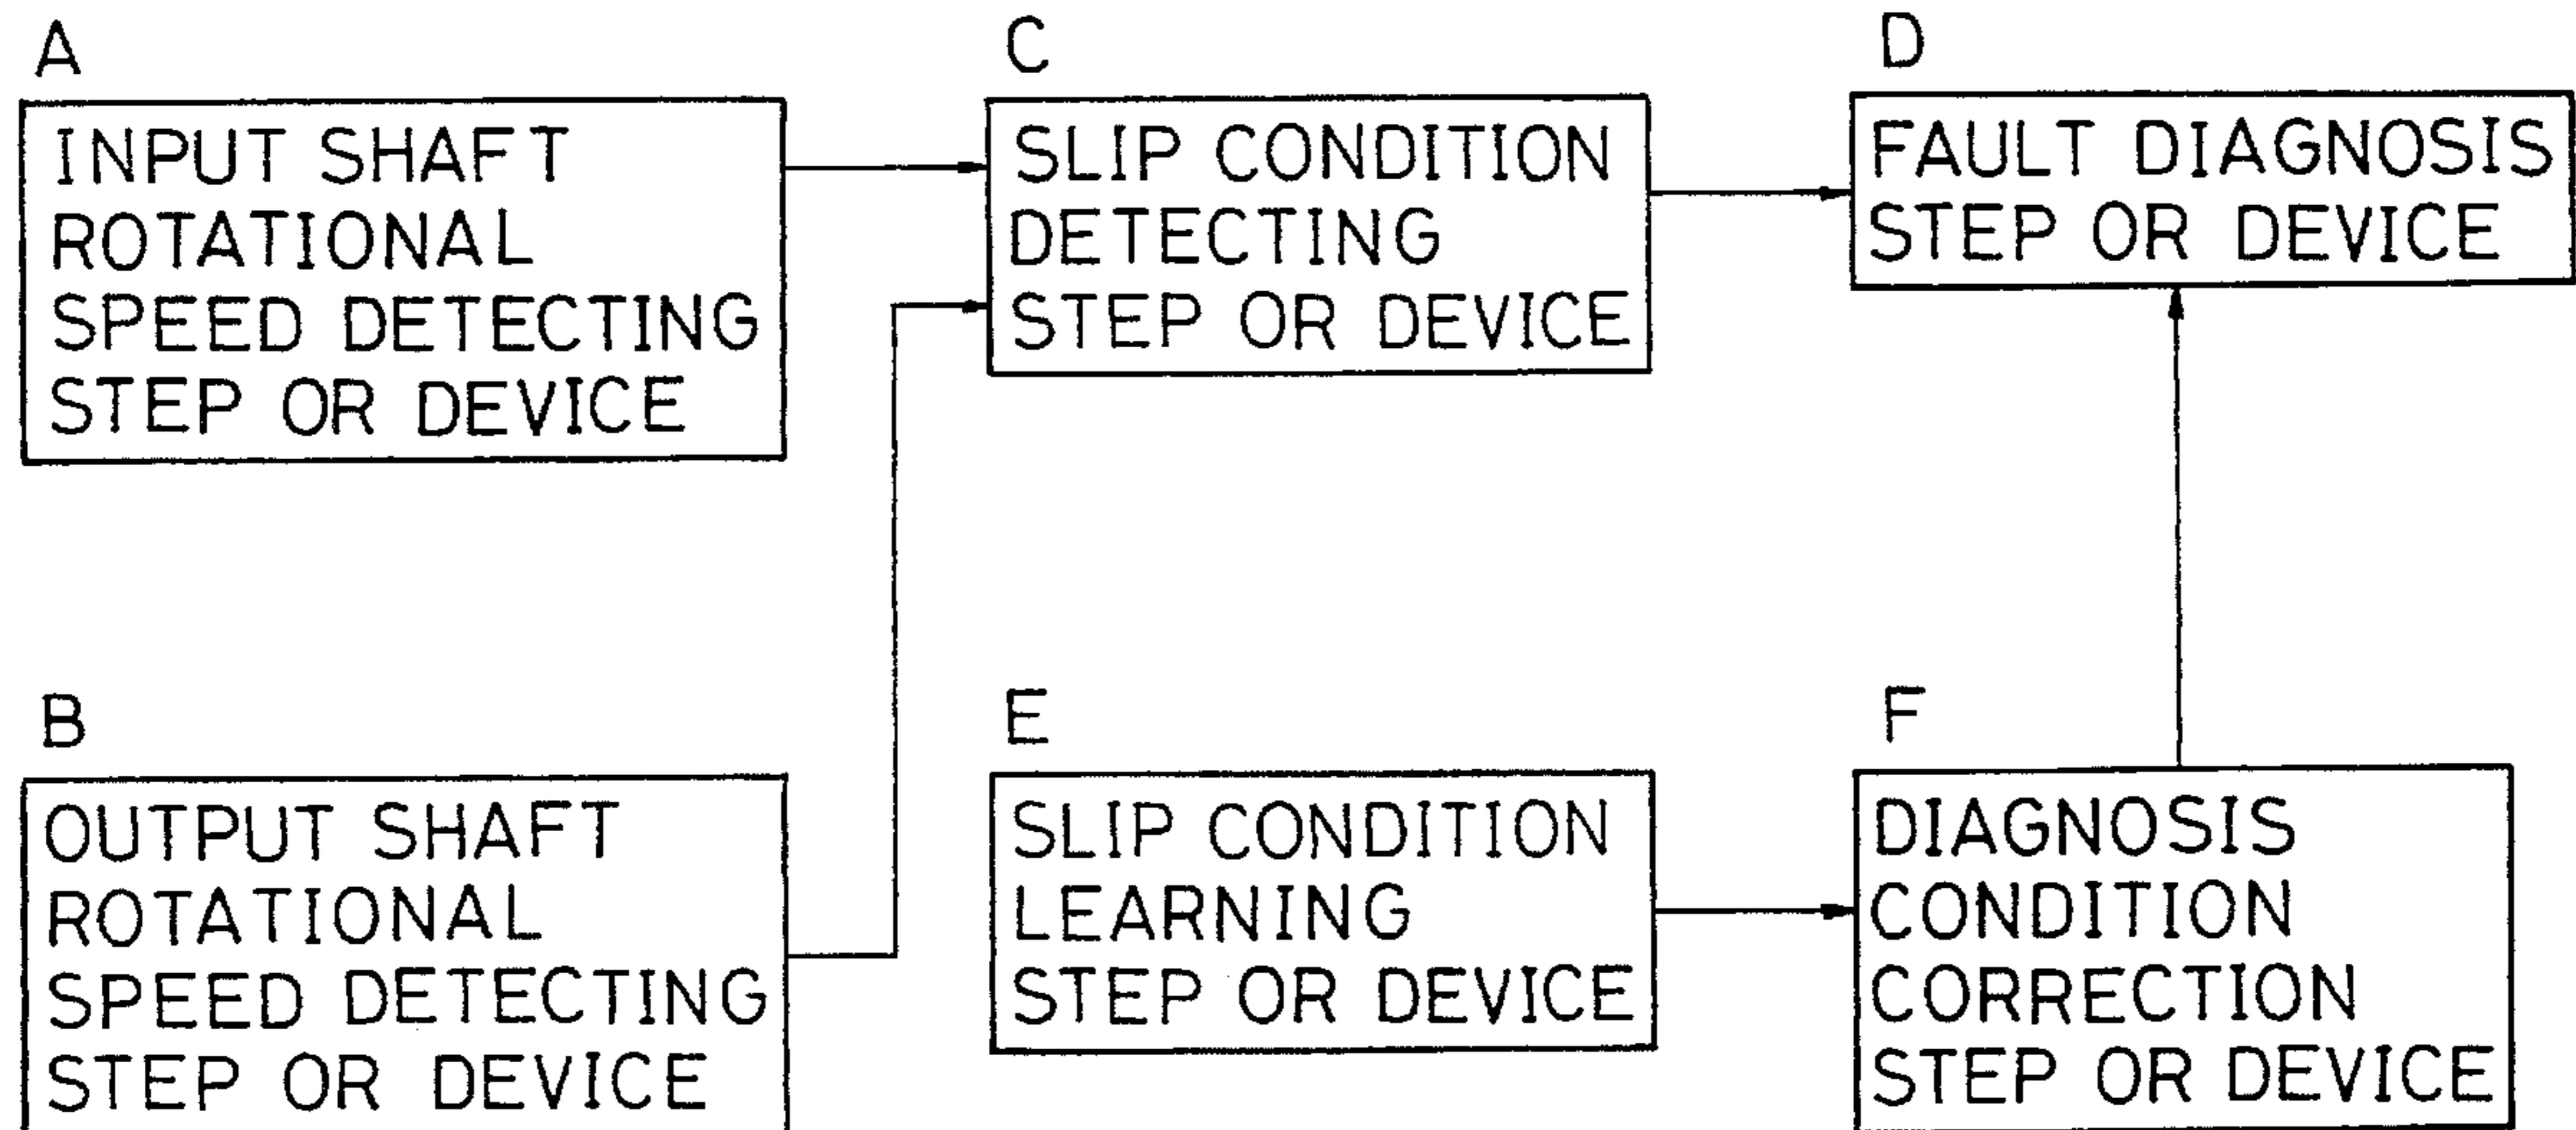 A
INPUT SHAFT
ROTATIONAL
SPEED DETECTING
STEP OR DEVICE
C
SLIP CONDITION
DETECTING
STEP OR DEVICE
D
FAULT DIAGNOSIS
STEP OR DEVICE
B
OUTPUT SHAFT
ROTATIONAL
SPEED DETECTING
STEP OR DEVICE
E
SLIP CONDITION
LEARNING
STEP OR DEVICE
F
DIAGNOSIS
CONDITION
CORRECTION
STEP OR DEVICE